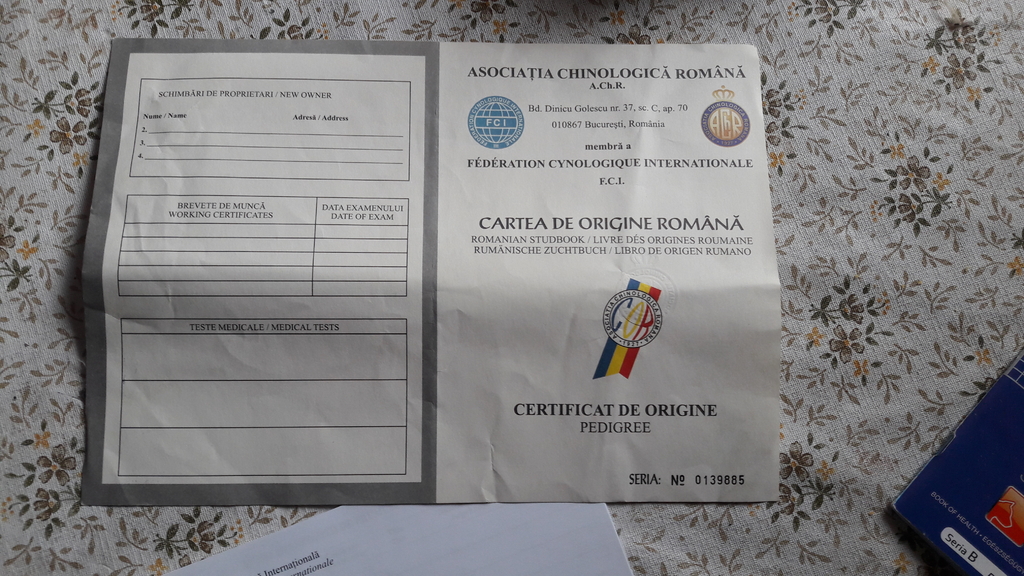 SCHIMBĂRI DE PROPRIETARI / NEW OWNER
Nume / Name Adresă / Address
2.
3.
4.
BREVETE DE MUNCĂ
WORKING CERTIFICATES
DATA EXAMENULUI
DATE OF EXAM
TESTE MEDICALE / MEDICAL TESTS
ASOCIAȚIA CHINOLOGICĂ ROMÂNĂ
A.Ch.R.
FCI
Bd. Dinicu Golescu nr. 37, sc. C, ap. 70
010867 București, România
membră a
FÉDÉRATION CYNOLOGIQUE INTERNATIONALE
F.C.I.
CARTEA DE ORIGINE ROMÂNĂ
ROMANIAN STUDBOOK / LIVRE DÉS ORIGINES ROUMAINE
RUMÄNISCHE ZUCHTBUCH / LIBRO DE ORIGEN RUMANO
CERTIFICAT DE ORIGINE
PEDIGREE
SERIA: Nº 0139885
Internațională
BOOK OF HEALTH
Seria B